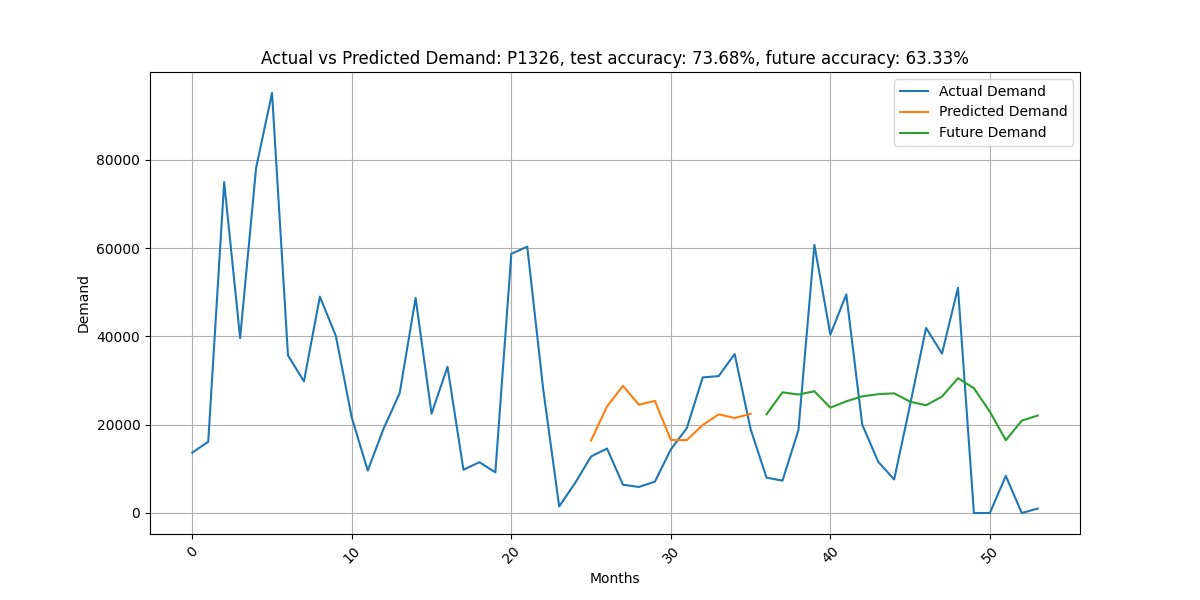 Actual vs Predicted Demand: P1326, test accuracy: 73.68%, future accuracy: 63.33%
Actual Demand
Predicted Demand
Future Demand
80000
60000
40000
20000
0
Demand
0 10 20 30 40 50
Months